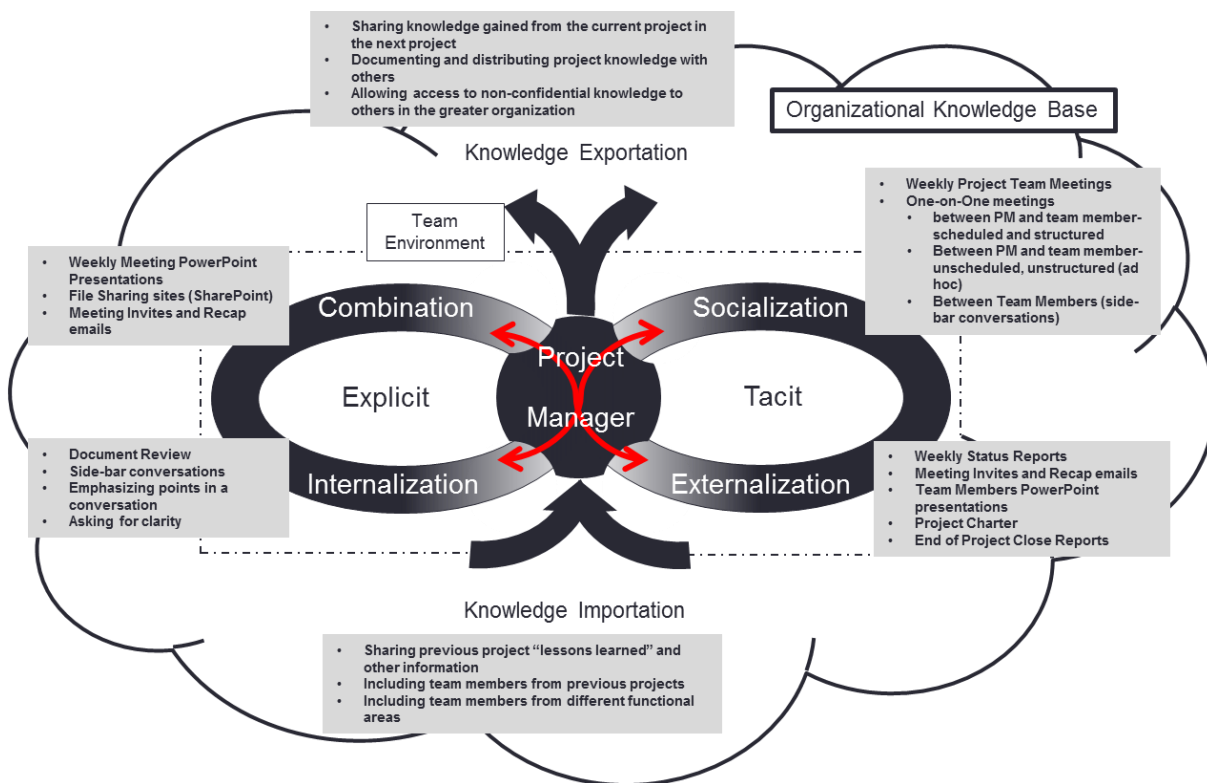 • Sharing knowledge gained from the current project in
the next project
• Documenting and distributing project knowledge with
others
• Allowing access to non-confidential knowledge to
others in the greater organization
Organizational Knowledge Base
Knowledge Exportation
• Weekly Project Team Meetings
• One-on-One meetings
• between PM and team member-
scheduled and structured
• Between PM and team member-
unscheduled, unstructured (ad
hoc)
• Between Team Members (side-
bar conversations)
Team
Environment
• Weekly Meeting PowerPoint
Presentations
• File Sharing sites (SharePoint)
• Meeting Invites and Recap
emails
Combination
Socialization
Project
Manager
Explicit
Tacit
Internalization
Externalization
• Document Review
• Side-bar conversations
• Emphasizing points in a
conversation
• Asking for clarity
• Weekly Status Reports
• Meeting Invites and Recap emails
• Team Members PowerPoint
presentations
• Project Charter
• End of Project Close Reports
Knowledge Importation
• Sharing previous project “lessons learned” and
other information
• Including team members from previous projects
• Including team members from different functional
areas